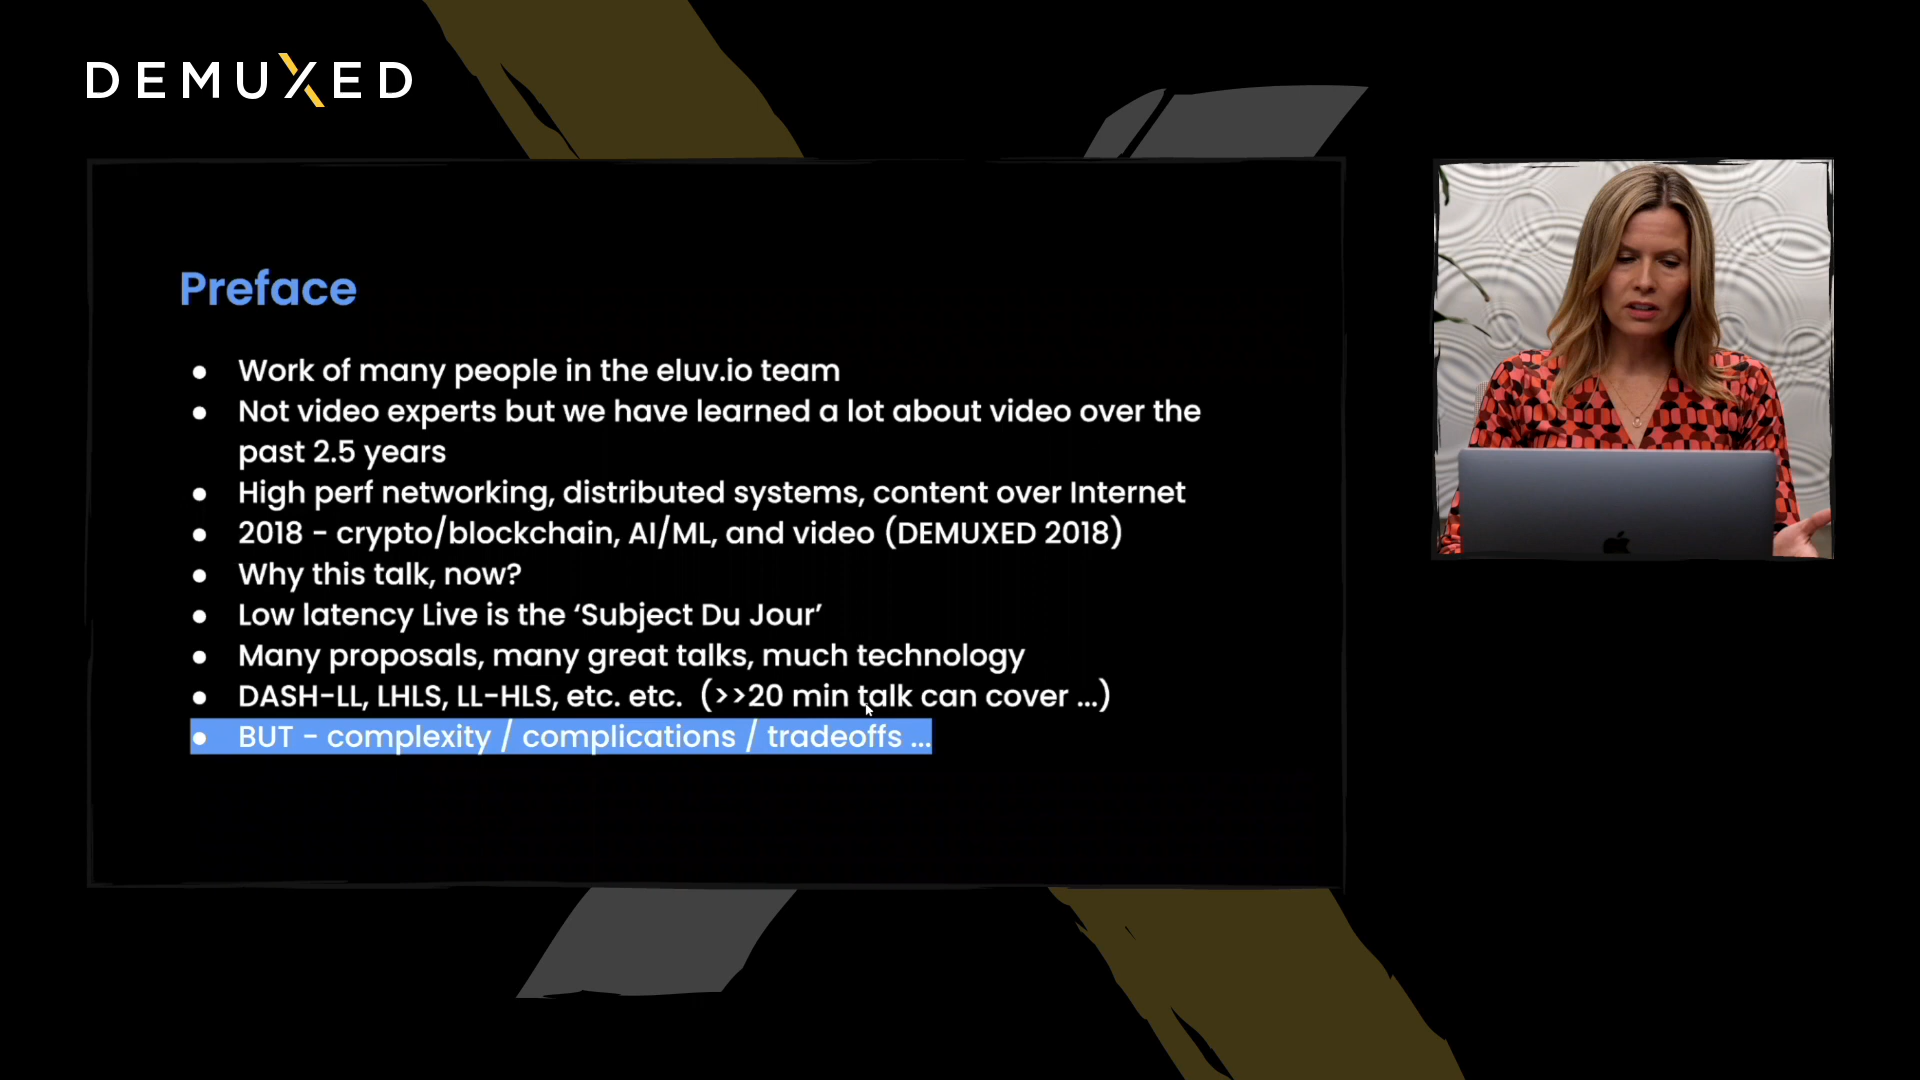 DEMUXED
Preface
● Work of many people in the eluv.io team
● Not video experts but we have learned a lot about video over the
past 2.5 years
● High perf networking, distributed systems, content over Internet
● 2018 - crypto/blockchain, AI/ML, and video (DEMUXED 2018)
● Why this talk, now?
● Low latency Live is the ‘Subject Du Jour’
● Many proposals, many great talks, much technology
● DASH-LL, LHLS, LL-HLS, etc. etc.  (>>20 min talk can cover ...)
● BUT - complexity / complications / tradeoffs ...